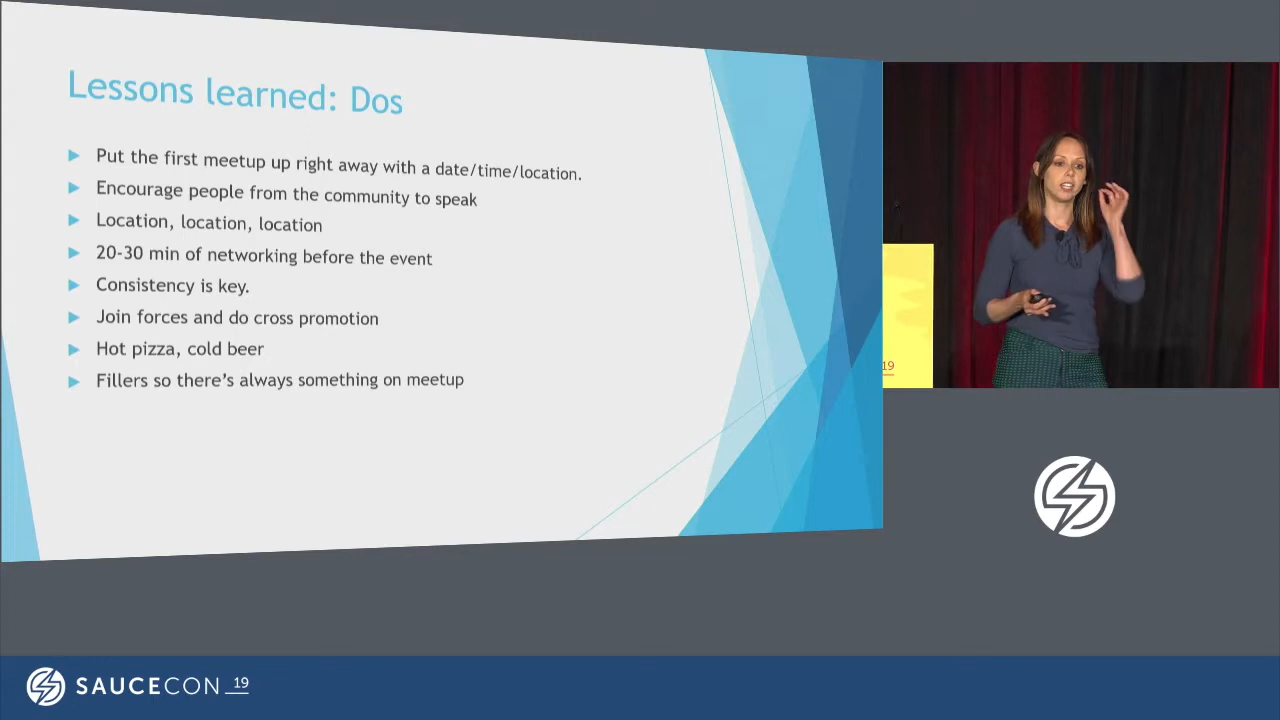 Lessons learned: Dos
Put the first meetup up right away with a date/time/location.
Encourage people from the community to speak
Location, location, location
20-30 min of networking before the event
Consistency is key.
Join forces and do cross promotion
Hot pizza, cold beer
Fillers so there's always something on meetup
19
SAUCECON 19